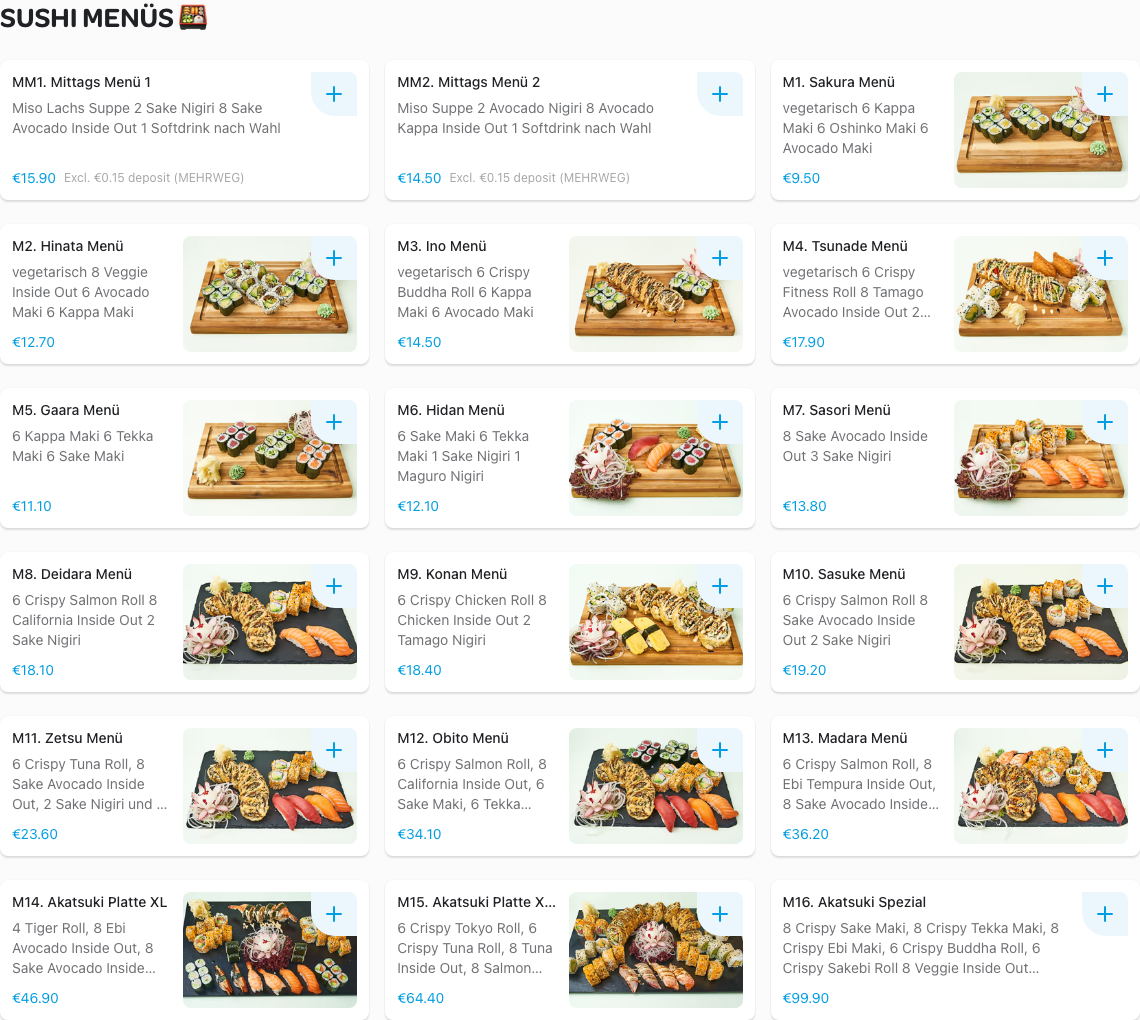 SUSHI MENÜS 🍱
MM1. Mittags Menü 1
Miso Lachs Suppe 2 Sake Nigiri 8 Sake
Avocado Inside Out 1 Softdrink nach Wahl
€15.90 Excl. €0.15 deposit (MEHRWEG)
MM2. Mittags Menü 2
Miso Suppe 2 Avocado Nigiri 8 Avocado
Kappa Inside Out 1 Softdrink nach Wahl
€14.50 Excl. €0.15 deposit (MEHRWEG)
M1. Sakura Menü
vegetarisch 6 Kappa
Maki 6 Oshinko Maki 6
Avocado Maki
€9.50
M2. Hinata Menü
vegetarisch 8 Veggie
Inside Out 6 Avocado
Maki 6 Kappa Maki
€12.70
M3. Ino Menü
vegetarisch 6 Crispy
Buddha Roll 6 Kappa
Maki 6 Avocado Maki
€14.50
M4. Tsunade Menü
vegetarisch 6 Crispy
Fitness Roll 8 Tamago
Avocado Inside Out 2...
€17.90
M5. Gaara Menü
6 Kappa Maki 6 Tekka
Maki 6 Sake Maki
€11.10
M6. Hidan Menü
6 Sake Maki 6 Tekka
Maki 1 Sake Nigiri 1
Maguro Nigiri
€12.10
M7. Sasori Menü
8 Sake Avocado Inside
Out 3 Sake Nigiri
€13.80
M8. Deidara Menü
6 Crispy Salmon Roll 8
California Inside Out 2
Sake Nigiri
€18.10
M9. Konan Menü
6 Crispy Chicken Roll 8
Chicken Inside Out 2
Tamago Nigiri
€18.40
M10. Sasuke Menü
6 Crispy Salmon Roll 8
Sake Avocado Inside
Out 2 Sake Nigiri
€19.20
M11. Zetsu Menü
6 Crispy Tuna Roll, 8
Sake Avocado Inside
Out, 2 Sake Nigiri und ...
€23.60
M12. Obito Menü
6 Crispy Salmon Roll, 8
California Inside Out, 6
Sake Maki, 6 Tekka...
€34.10
M13. Madara Menü
6 Crispy Salmon Roll, 8
Ebi Tempura Inside Out,
8 Sake Avocado Inside...
€36.20
M14. Akatsuki Platte XL
4 Tiger Roll, 8 Ebi
Avocado Inside Out, 8
Sake Avocado Inside...
€46.90
M15. Akatsuki Platte X...
6 Crispy Tokyo Roll, 6
Crispy Tuna Roll, 8 Tuna
Inside Out, 8 Salmon...
€64.40
M16. Akatsuki Spezial
8 Crispy Sake Maki, 8 Crispy Tekka Maki, 8
Crispy Ebi Maki, 6 Crispy Buddha Roll, 6
Crispy Sakebi Roll 8 Veggie Inside Out...
€99.90